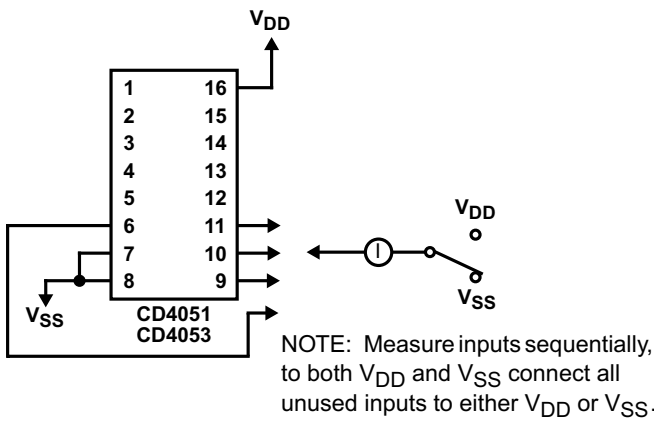 VDD
1 16
2 15
3 14
4 13
5 12
6 11
7 10
8 9
VSS
CD4051
CD4053
I
VDD
VSS
NOTE: Measure inputs sequentially,
to both VDD and VSS connect all
unused inputs to either VDD or VSS.